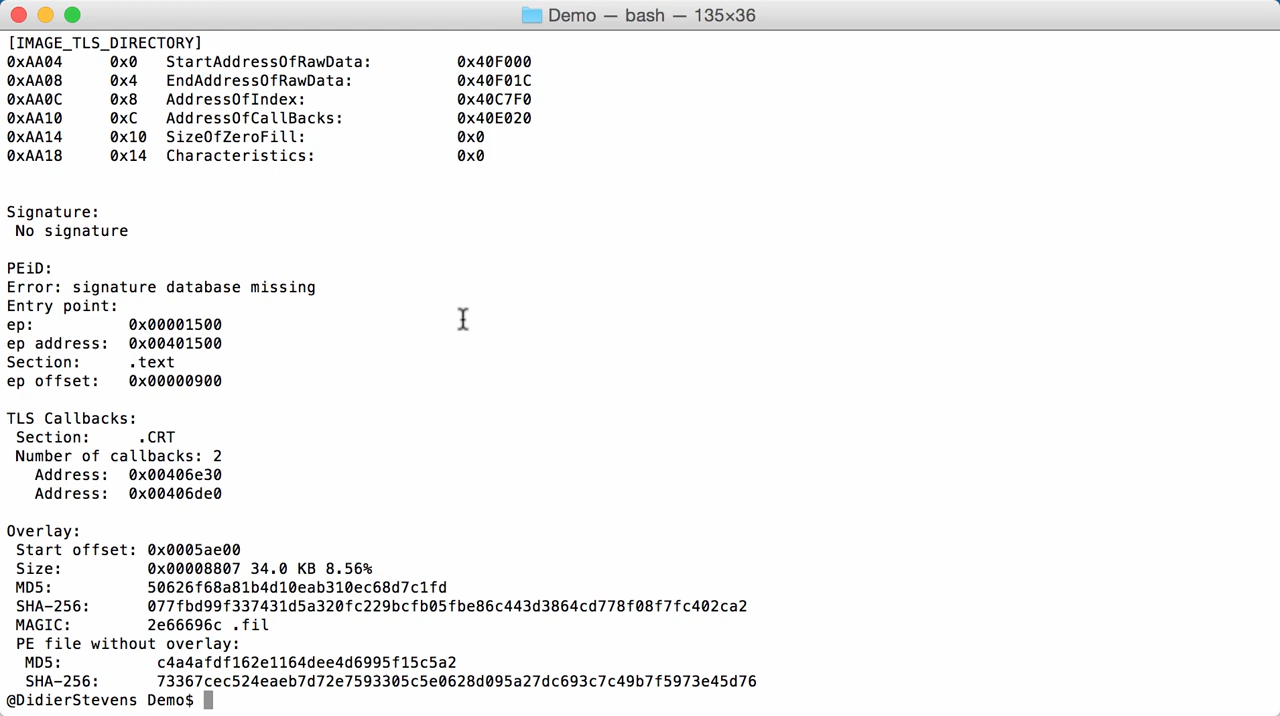 Demo — bash — 135×36
[IMAGE_TLS_DIRECTORY]
0xAA04 0x0 StartAddressOfRawData: 0x40F000
0xAA08 0x4 EndAddressOfRawData: 0x40F01C
0xAA0C 0x8 AddressOfIndex: 0x40C7F0
0xAA10 0xC AddressOfCallBacks: 0x40E020
0xAA14 0x10 SizeOfZeroFill: 0x0
0xAA18 0x14 Characteristics: 0x0
Signature:
No signature
PEiD:
Error: signature database missing
Entry point:
ep: 0x00001500
ep address: 0x00401500
Section: .text
ep offset: 0x00000900
TLS Callbacks:
Section: .CRT
Number of callbacks: 2
Address: 0x00406e30
Address: 0x00406de0
Overlay:
Start offset: 0x0005ae00
Size: 0x00008807 34.0 KB 8.56%
MD5: 50626f68a81b4d10eab310ec68d7c1fd
SHA-256: 077fbd99f337431d5a320fc229bcfb05fbe86c443d3864cd778f08f7fc402ca2
MAGIC: 2e66696c .fil
PE file without overlay:
MD5: c4a4afdf162e1164dee4d6995f15c5a2
SHA-256: 73367cec524eaeb7d72e7593305c5e0628d095a27dc693c7c49b7f5973e45d76
@DidierStevens Demo$